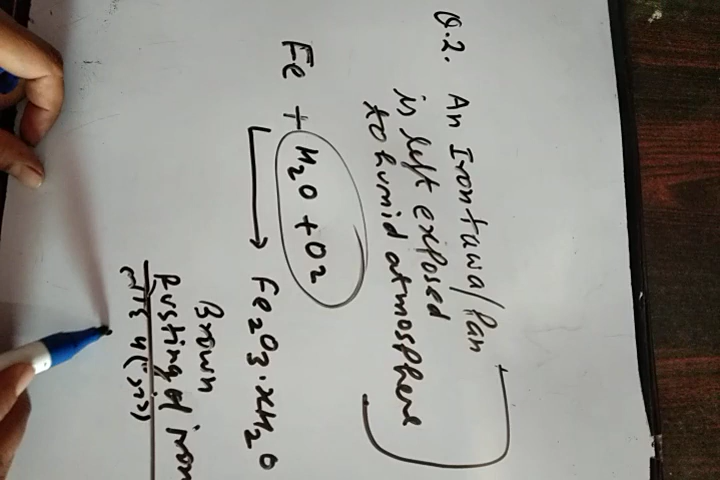 Q.2. An Iron tawa/Pan
is left exposed
to humid atmosphere
Fe + H2O + O2
→ Fe2O3.xH2O
Brown
Rusting of iron